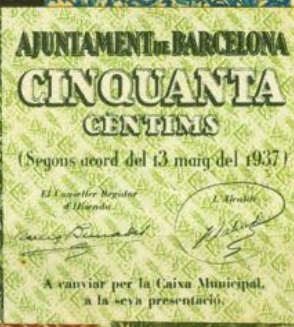 AJUNTAMENT DE BARCELONA
CINQUANTA
CÈNTIMS
(Segons acord del 13 maig del 1937)
El Conseller Regidor
d'Hisenda.
L'Alcalde
A canviar per la Caixa Municipal,
a la seva presentació.